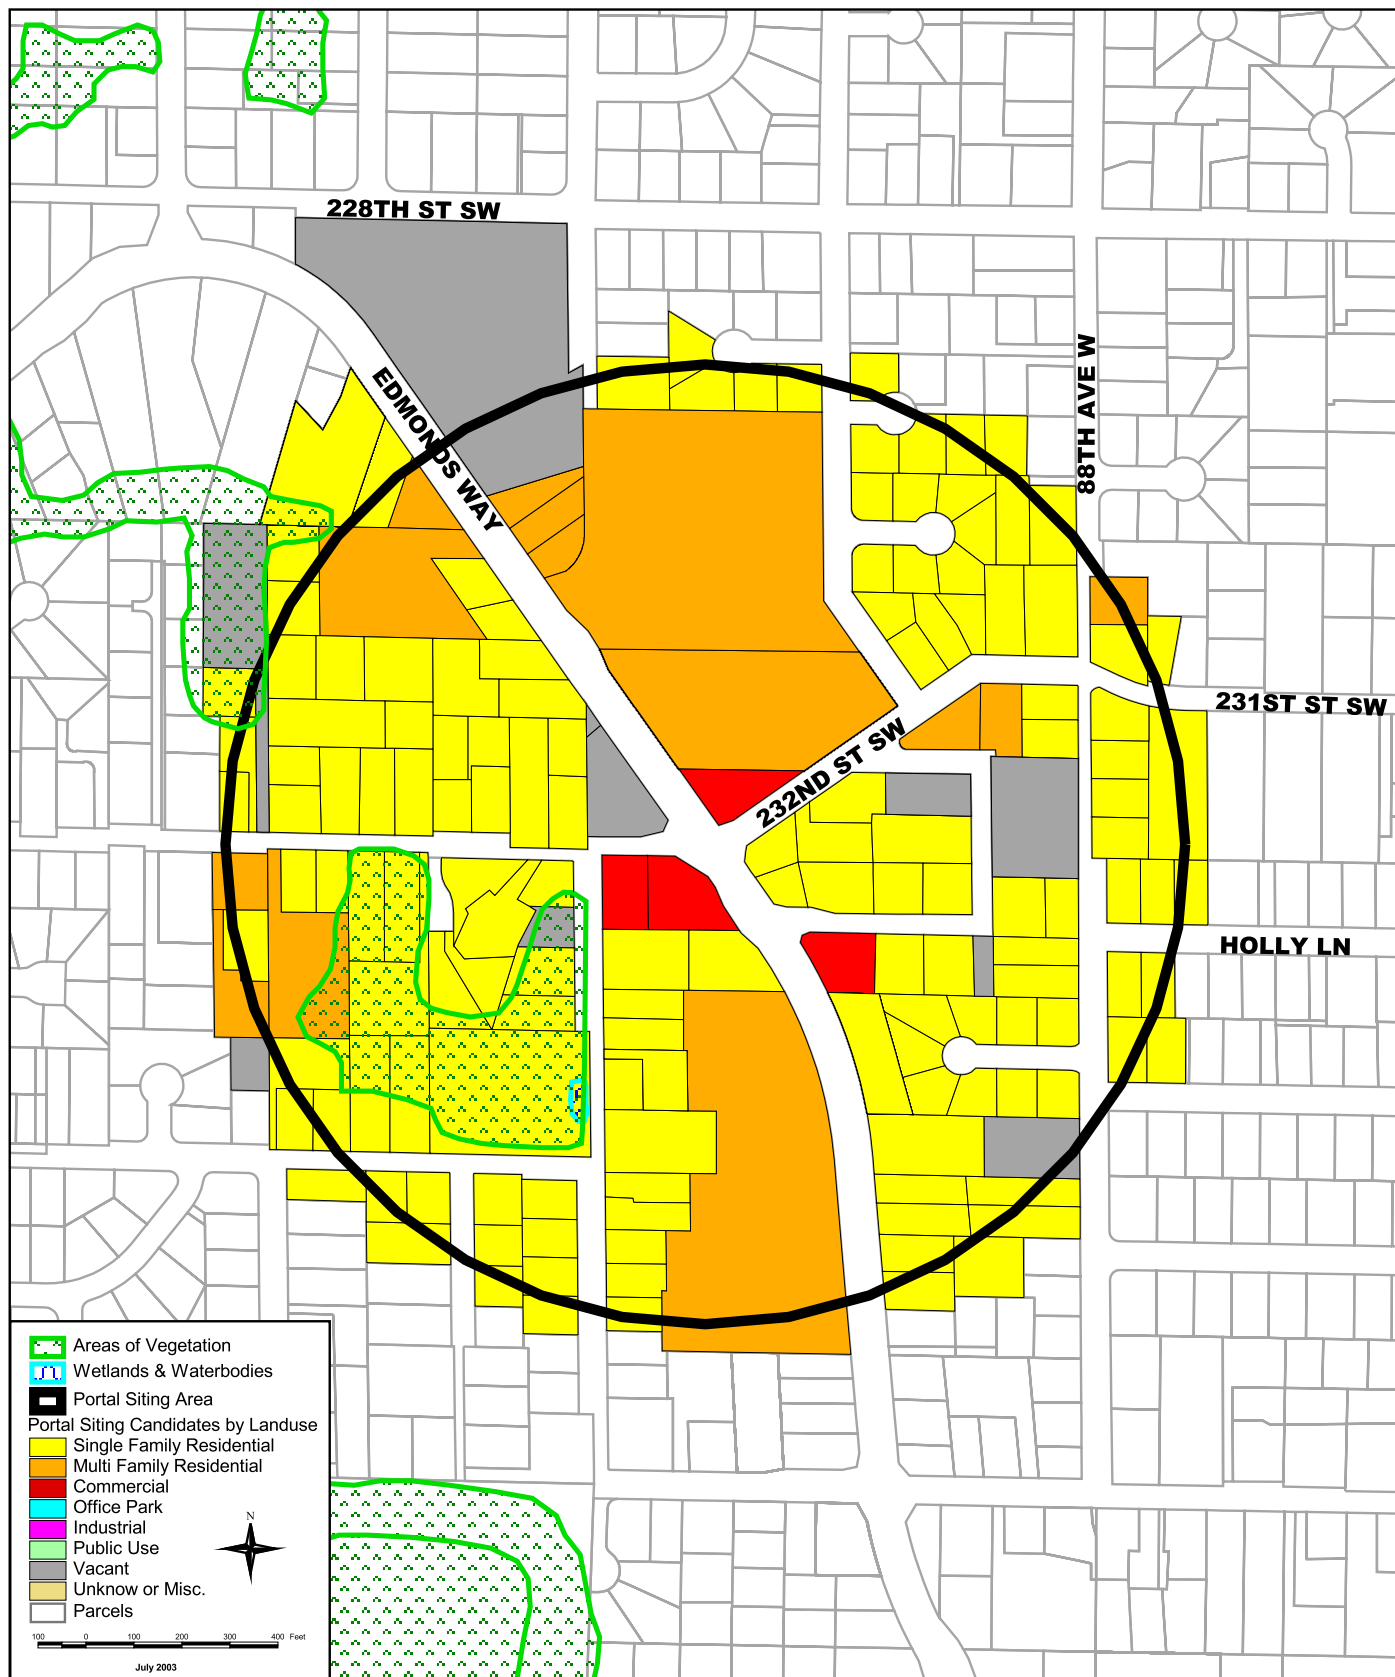 228TH ST SW
EDMONDS WAY
88TH AVE W
231ST ST SW
232ND ST SW
HOLLY LN
Areas of Vegetation
Wetlands & Waterbodies
Portal Siting Area
Portal Siting Candidates by Landuse
Single Family Residential
Multi Family Residential
Commercial
Office Park
Industrial
Public Use
Vacant
Unknow or Misc.
Parcels
N
100 0 100 200 300 400 Feet
July 2003